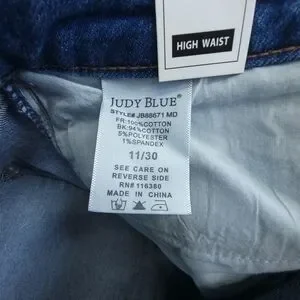 HIGH WAIST
JUDY BLUE®
STYLE# JB88671 MD
FR:100%COTTON
BK:94%COTTON
5%POLYESTER
1%SPANDEX
11/30
SEE CARE ON
REVERSE SIDE
RN# 116380
MADE IN CHINA